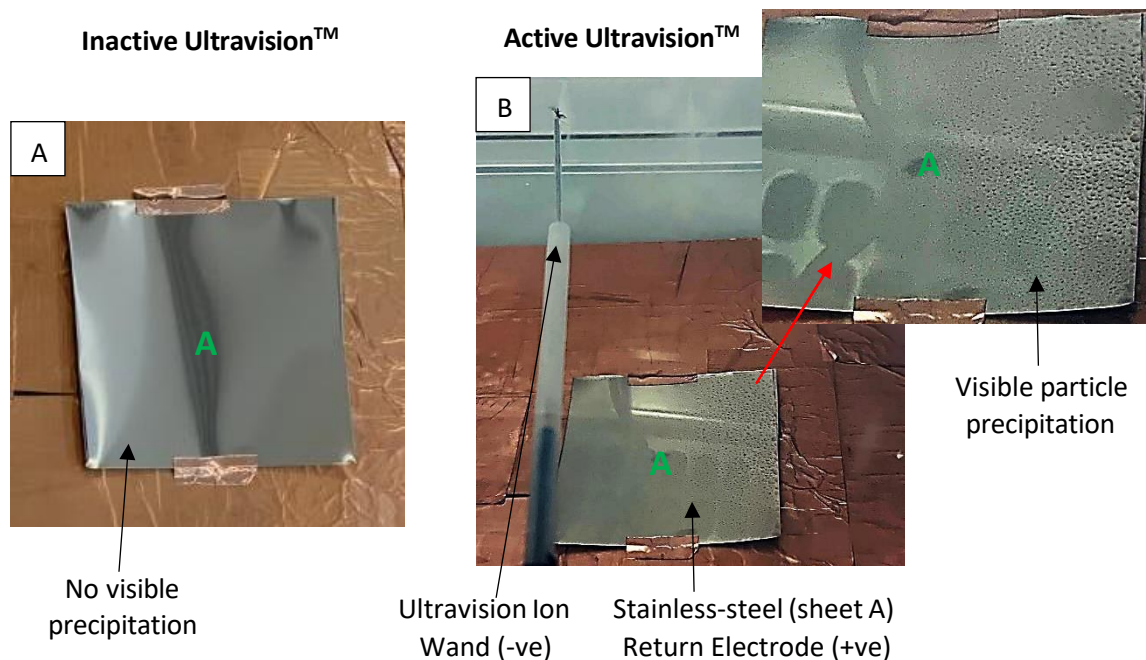 Inactive Ultravision™
Active Ultravision™
A
A
B
A
A
No visible
precipitation
Ultravision Ion
Wand (-ve)
Stainless-steel (sheet A)
Return Electrode (+ve)
Visible particle
precipitation